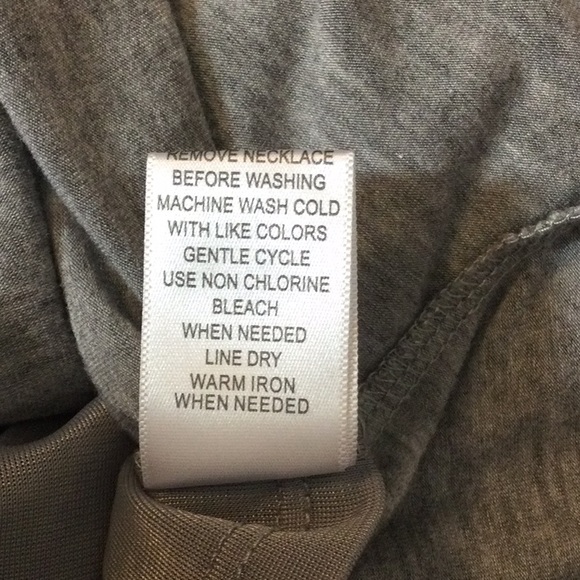 REMOVE NECKLACE
BEFORE WASHING
MACHINE WASH COLD
WITH LIKE COLORS
GENTLE CYCLE
USE NON CHLORINE
BLEACH
WHEN NEEDED
LINE DRY
WARM IRON
WHEN NEEDED